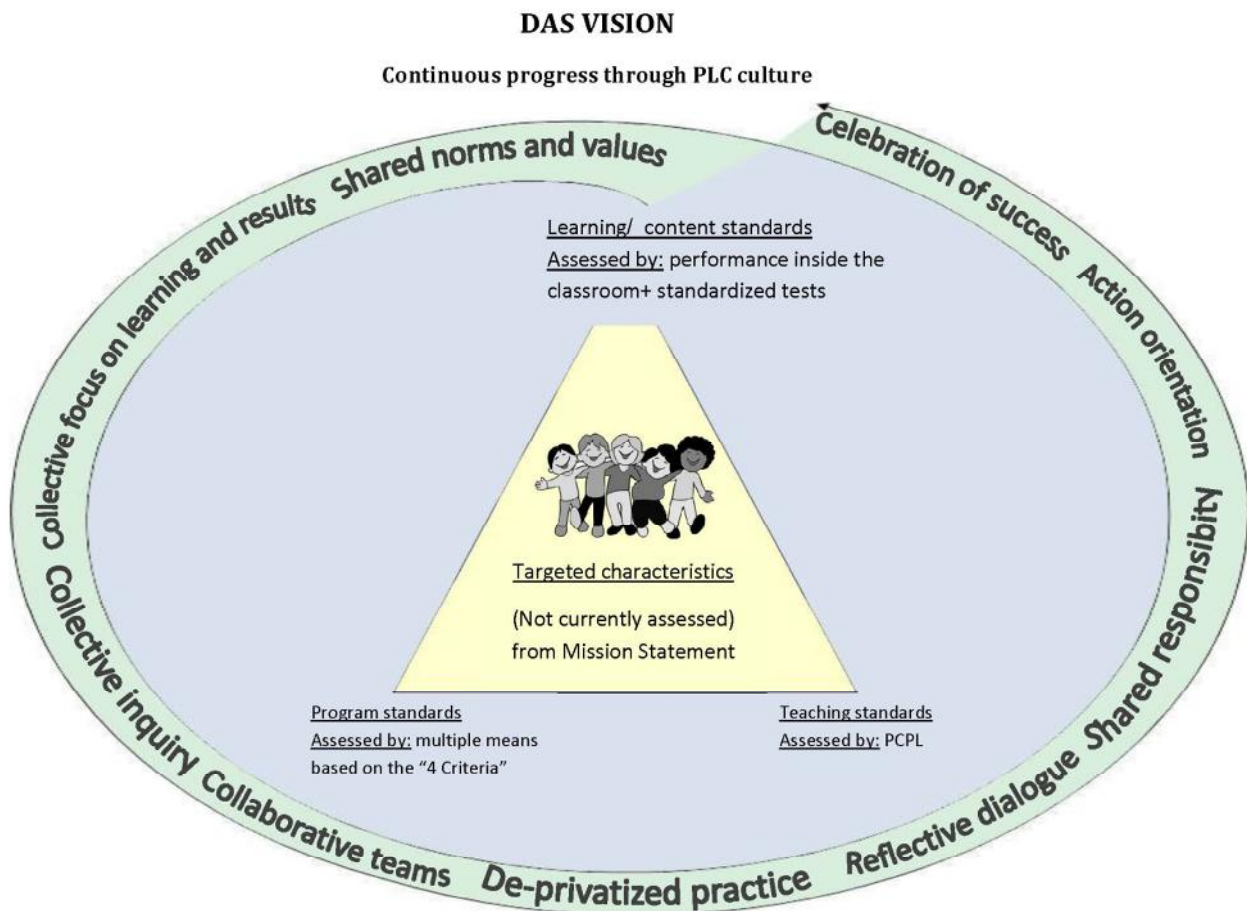 DAS VISION
Continuous progress through PLC culture
Shared norms and values
Collective focus on learning and results
Collective inquiry
Collaborative teams
De-privatized practice
Reflective dialogue
Shared responsibity
Action orientation
Celebration of success
Learning/ content standards
Assessed by: performance inside the
classroom+ standardized tests
Targeted characteristics
(Not currently assessed)
from Mission Statement
Program standards
Assessed by: multiple means
based on the “4 Criteria”
Teaching standards
Assessed by: PCPL